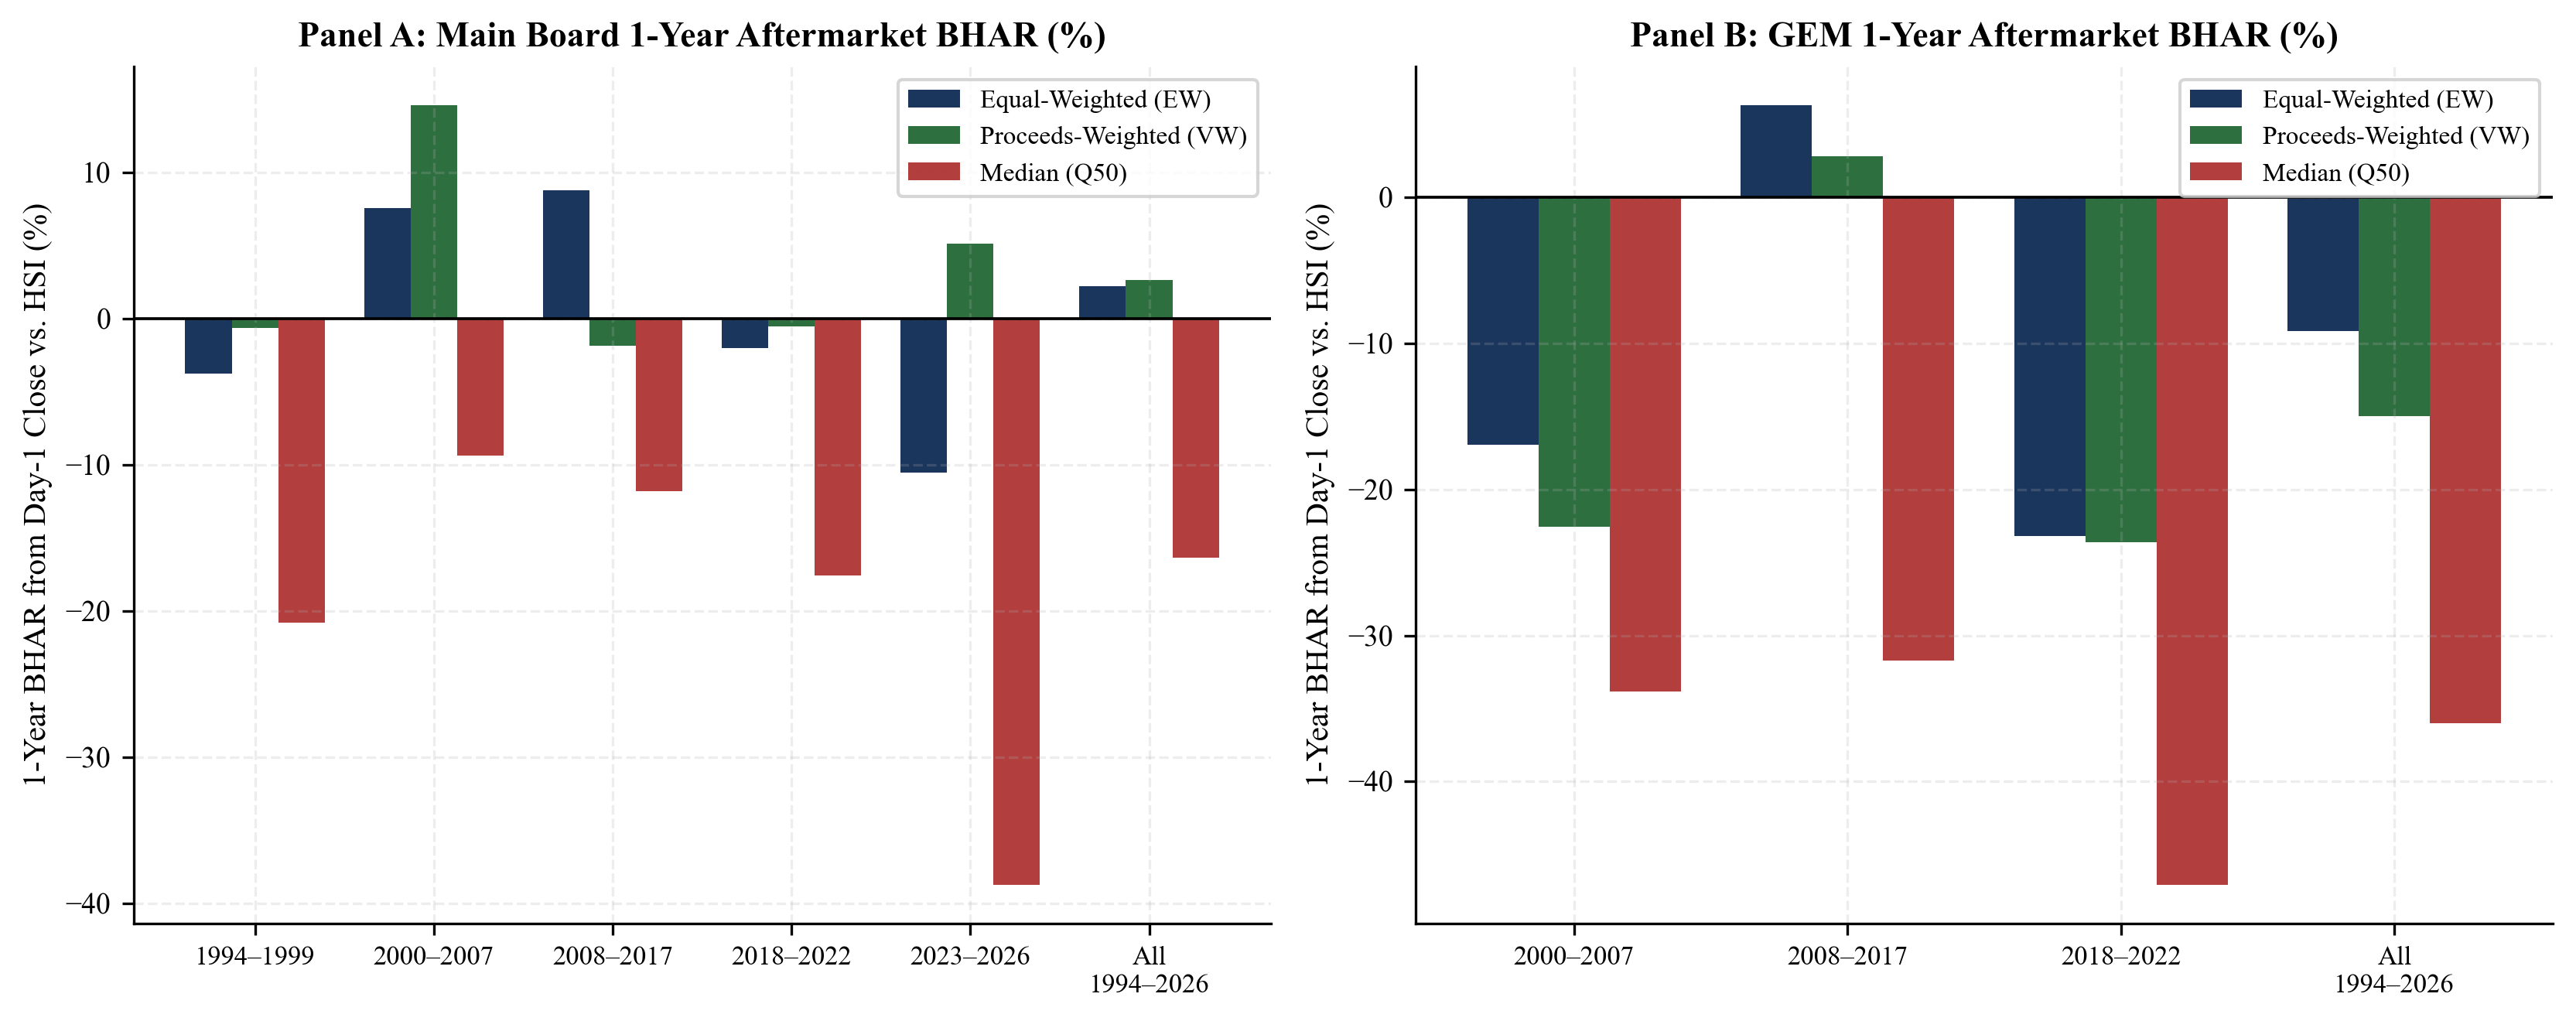 Panel A: Main Board 1-Year Aftermarket BHAR (%)
1-Year BHAR from Day-1 Close vs. HSI (%)
10
0
−10
−20
−30
−40
Equal-Weighted (EW)
Proceeds-Weighted (VW)
Median (Q50)
1994–1999
2000–2007
2008–2017
2018–2022
2023–2026
All
1994–2026
Panel B: GEM 1-Year Aftermarket BHAR (%)
1-Year BHAR from Day-1 Close vs. HSI (%)
0
−10
−20
−30
−40
Equal-Weighted (EW)
Proceeds-Weighted (VW)
Median (Q50)
2000–2007
2008–2017
2018–2022
All
1994–2026